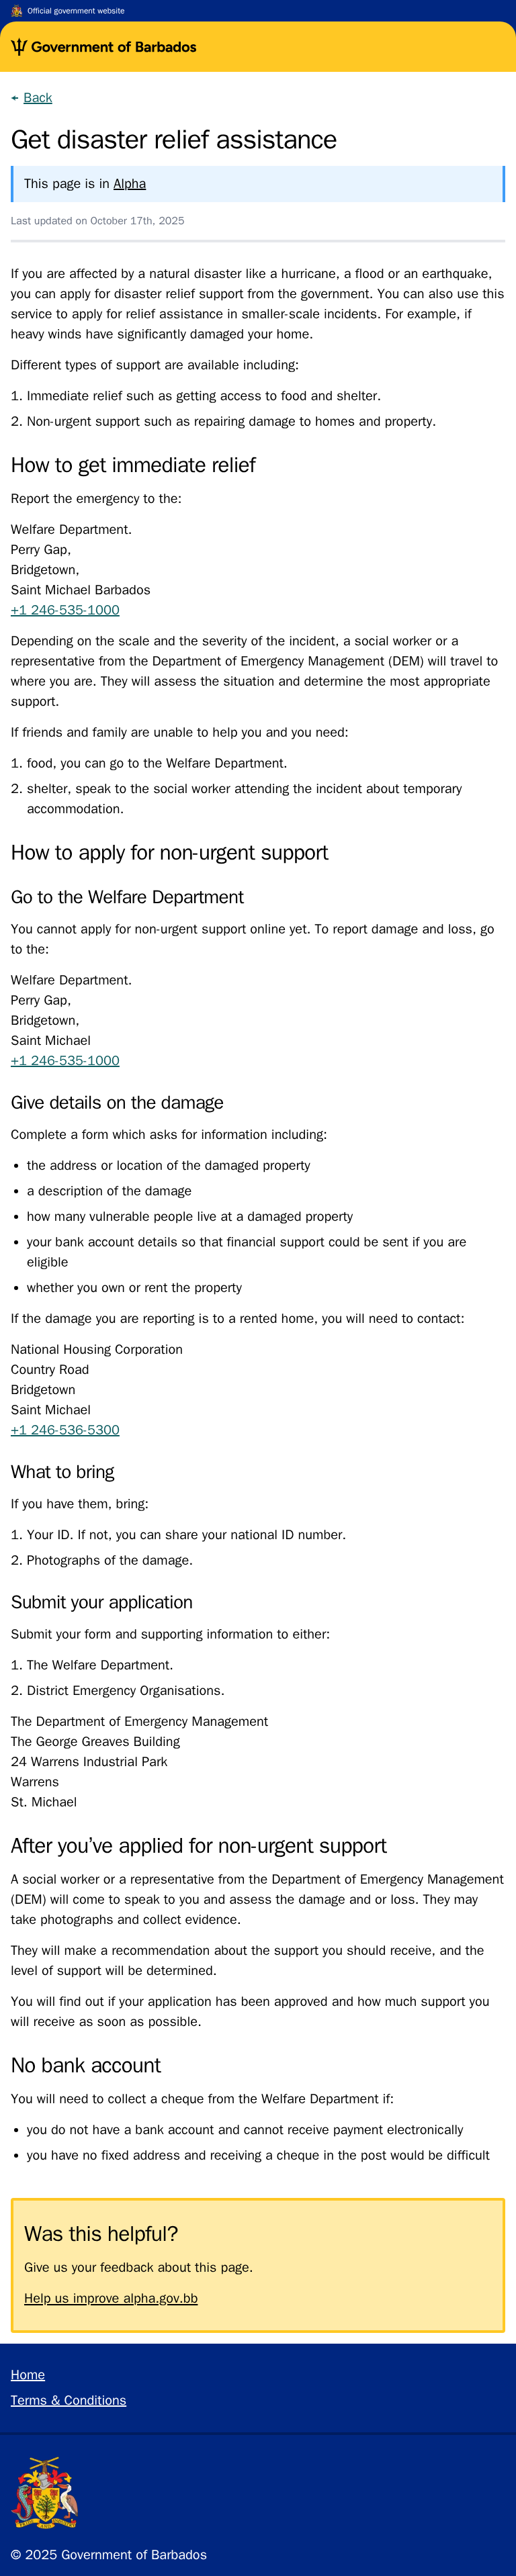 Official government website
Government of Barbados
← Back
Get disaster relief assistance
This page is in Alpha
Last updated on October 17th, 2025
If you are affected by a natural disaster like a hurricane, a flood or an earthquake,
you can apply for disaster relief support from the government. You can also use this
service to apply for relief assistance in smaller-scale incidents. For example, if
heavy winds have significantly damaged your home.
Different types of support are available including:
1. Immediate relief such as getting access to food and shelter.
2. Non-urgent support such as repairing damage to homes and property.
How to get immediate relief
Report the emergency to the:
Welfare Department.
Perry Gap,
Bridgetown,
Saint Michael Barbados
+1 246-535-1000
Depending on the scale and the severity of the incident, a social worker or a
representative from the Department of Emergency Management (DEM) will travel to
where you are. They will assess the situation and determine the most appropriate
support.
If friends and family are unable to help you and you need:
1. food, you can go to the Welfare Department.
2. shelter, speak to the social worker attending the incident about temporary
accommodation.
How to apply for non-urgent support
Go to the Welfare Department
You cannot apply for non-urgent support online yet. To report damage and loss, go
to the:
Welfare Department.
Perry Gap,
Bridgetown,
Saint Michael
+1 246-535-1000
Give details on the damage
Complete a form which asks for information including:
• the address or location of the damaged property
• a description of the damage
• how many vulnerable people live at a damaged property
• your bank account details so that financial support could be sent if you are
eligible
• whether you own or rent the property
If the damage you are reporting is to a rented home, you will need to contact:
National Housing Corporation
Country Road
Bridgetown
Saint Michael
+1 246-536-5300
What to bring
If you have them, bring:
1. Your ID. If not, you can share your national ID number.
2. Photographs of the damage.
Submit your application
Submit your form and supporting information to either:
1. The Welfare Department.
2. District Emergency Organisations.
The Department of Emergency Management
The George Greaves Building
24 Warrens Industrial Park
Warrens
St. Michael
After you’ve applied for non-urgent support
A social worker or a representative from the Department of Emergency Management
(DEM) will come to speak to you and assess the damage and or loss. They may
take photographs and collect evidence.
They will make a recommendation about the support you should receive, and the
level of support will be determined.
You will find out if your application has been approved and how much support you
will receive as soon as possible.
No bank account
You will need to collect a cheque from the Welfare Department if:
• you do not have a bank account and cannot receive payment electronically
• you have no fixed address and receiving a cheque in the post would be difficult
Was this helpful?
Give us your feedback about this page.
Help us improve alpha.gov.bb
Home
Terms & Conditions
© 2025 Government of Barbados